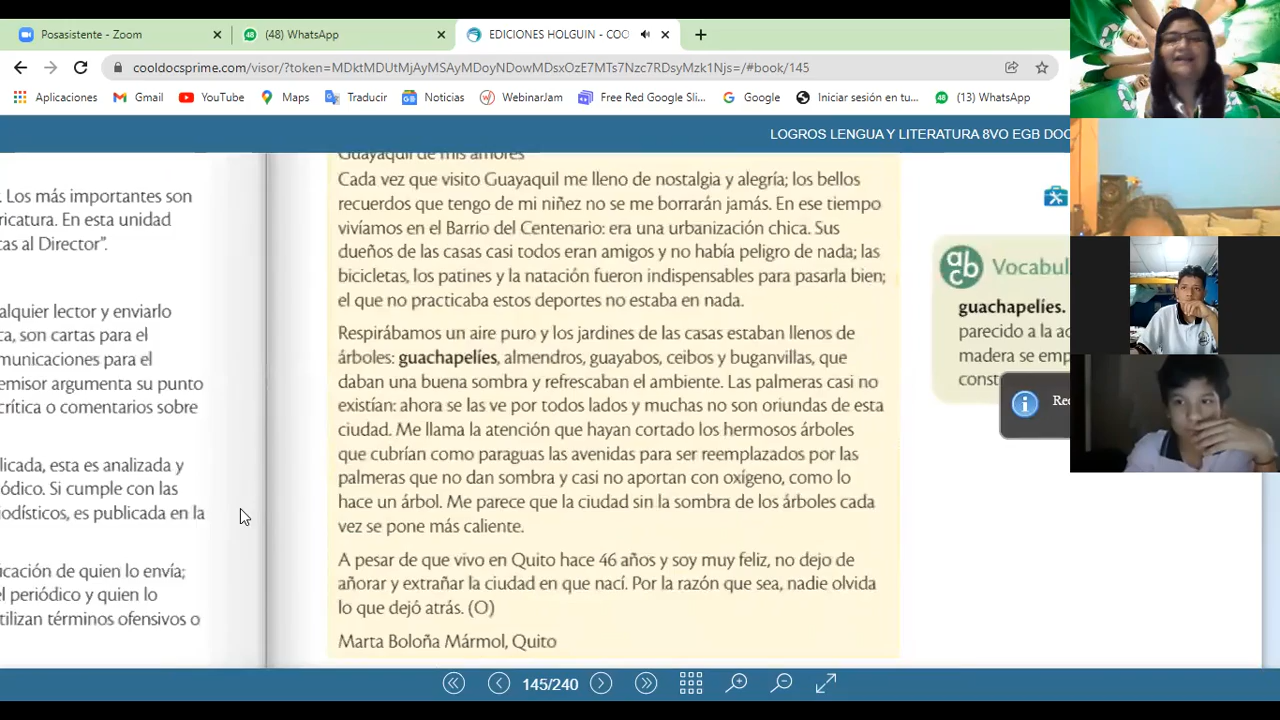 Posasistente - Zoom
(48) WhatsApp
EDICIONES HOLGUIN - COO
cooldocsprime.com/visor/?token=MDktMDUtMjAyMSAyMDoyNDowMDsxOzE7MTs7Nzc7RDsyMzk1Njs=/#book/145
Aplicaciones
Gmail
YouTube
Maps
Traducir
Noticias
WebinarJam
Free Red Google Sli...
Google
Iniciar sesión en tu...
(13) WhatsApp
LOGROS LENGUA Y LITERATURA 8VO EGB DOC
. Los más importantes son
ricatura. En esta unidad
tas al Director”.
alquier lector y enviarlo
ca, son cartas para el
municaciones para el
emisor argumenta su punto
crítica o comentarios sobre
licada, esta es analizada y
ódico. Si cumple con las
iodísticos, es publicada en la
icación de quien lo envía;
el periódico y quien lo
tilizan términos ofensivos o
Guayaquil de mis amores
Cada vez que visito Guayaquil me lleno de nostalgia y alegría; los bellos
recuerdos que tengo de mi niñez no se me borrarán jamás. En ese tiempo
vivíamos en el Barrio del Centenario: era una urbanización chica. Sus
dueños de las casas casi todos eran amigos y no había peligro de nada; las
bicicletas, los patines y la natación fueron indispensables para pasarla bien;
el que no practicaba estos deportes no estaba en nada.
Respirábamos un aire puro y los jardines de las casas estaban llenos de
árboles: guachapelíes, almendros, guayabos, ceibos y buganvillas, que
daban una buena sombra y refrescaban el ambiente. Las palmeras casi no
existían: ahora se las ve por todos lados y muchas no son oriundas de esta
ciudad. Me llama la atención que hayan cortado los hermosos árboles
que cubrían como paraguas las avenidas para ser reemplazados por las
palmeras que no dan sombra y casi no aportan con oxígeno, como lo
hace un árbol. Me parece que la ciudad sin la sombra de los árboles cada
vez se pone más caliente.
A pesar de que vivo en Quito hace 46 años y soy muy feliz, no dejo de
añorar y extrañar la ciudad en que nací. Por la razón que sea, nadie olvida
lo que dejó atrás. (O)
Marta Boloña Mármol, Quito
abc
Vocabul
guachapelíes.
parecido a la ac
madera se emp
const
Rec
145/240